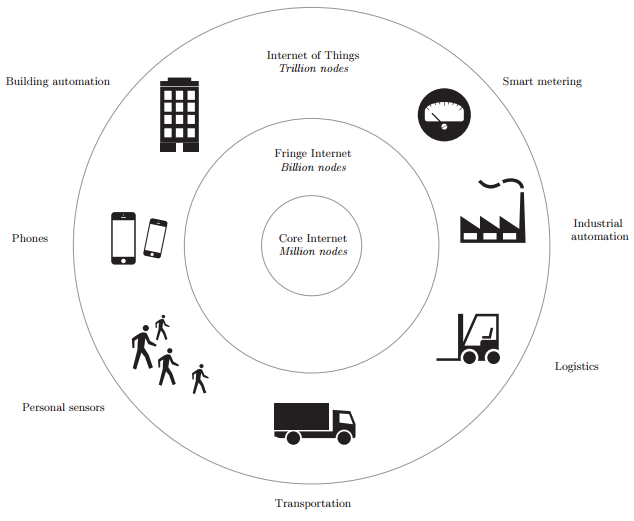 Internet of Things
Trillion nodes
Building automation
Smart metering
Fringe Internet
Billion nodes
Phones
Core Internet
Million nodes
Industrial
automation
Logistics
Personal sensors
Transportation